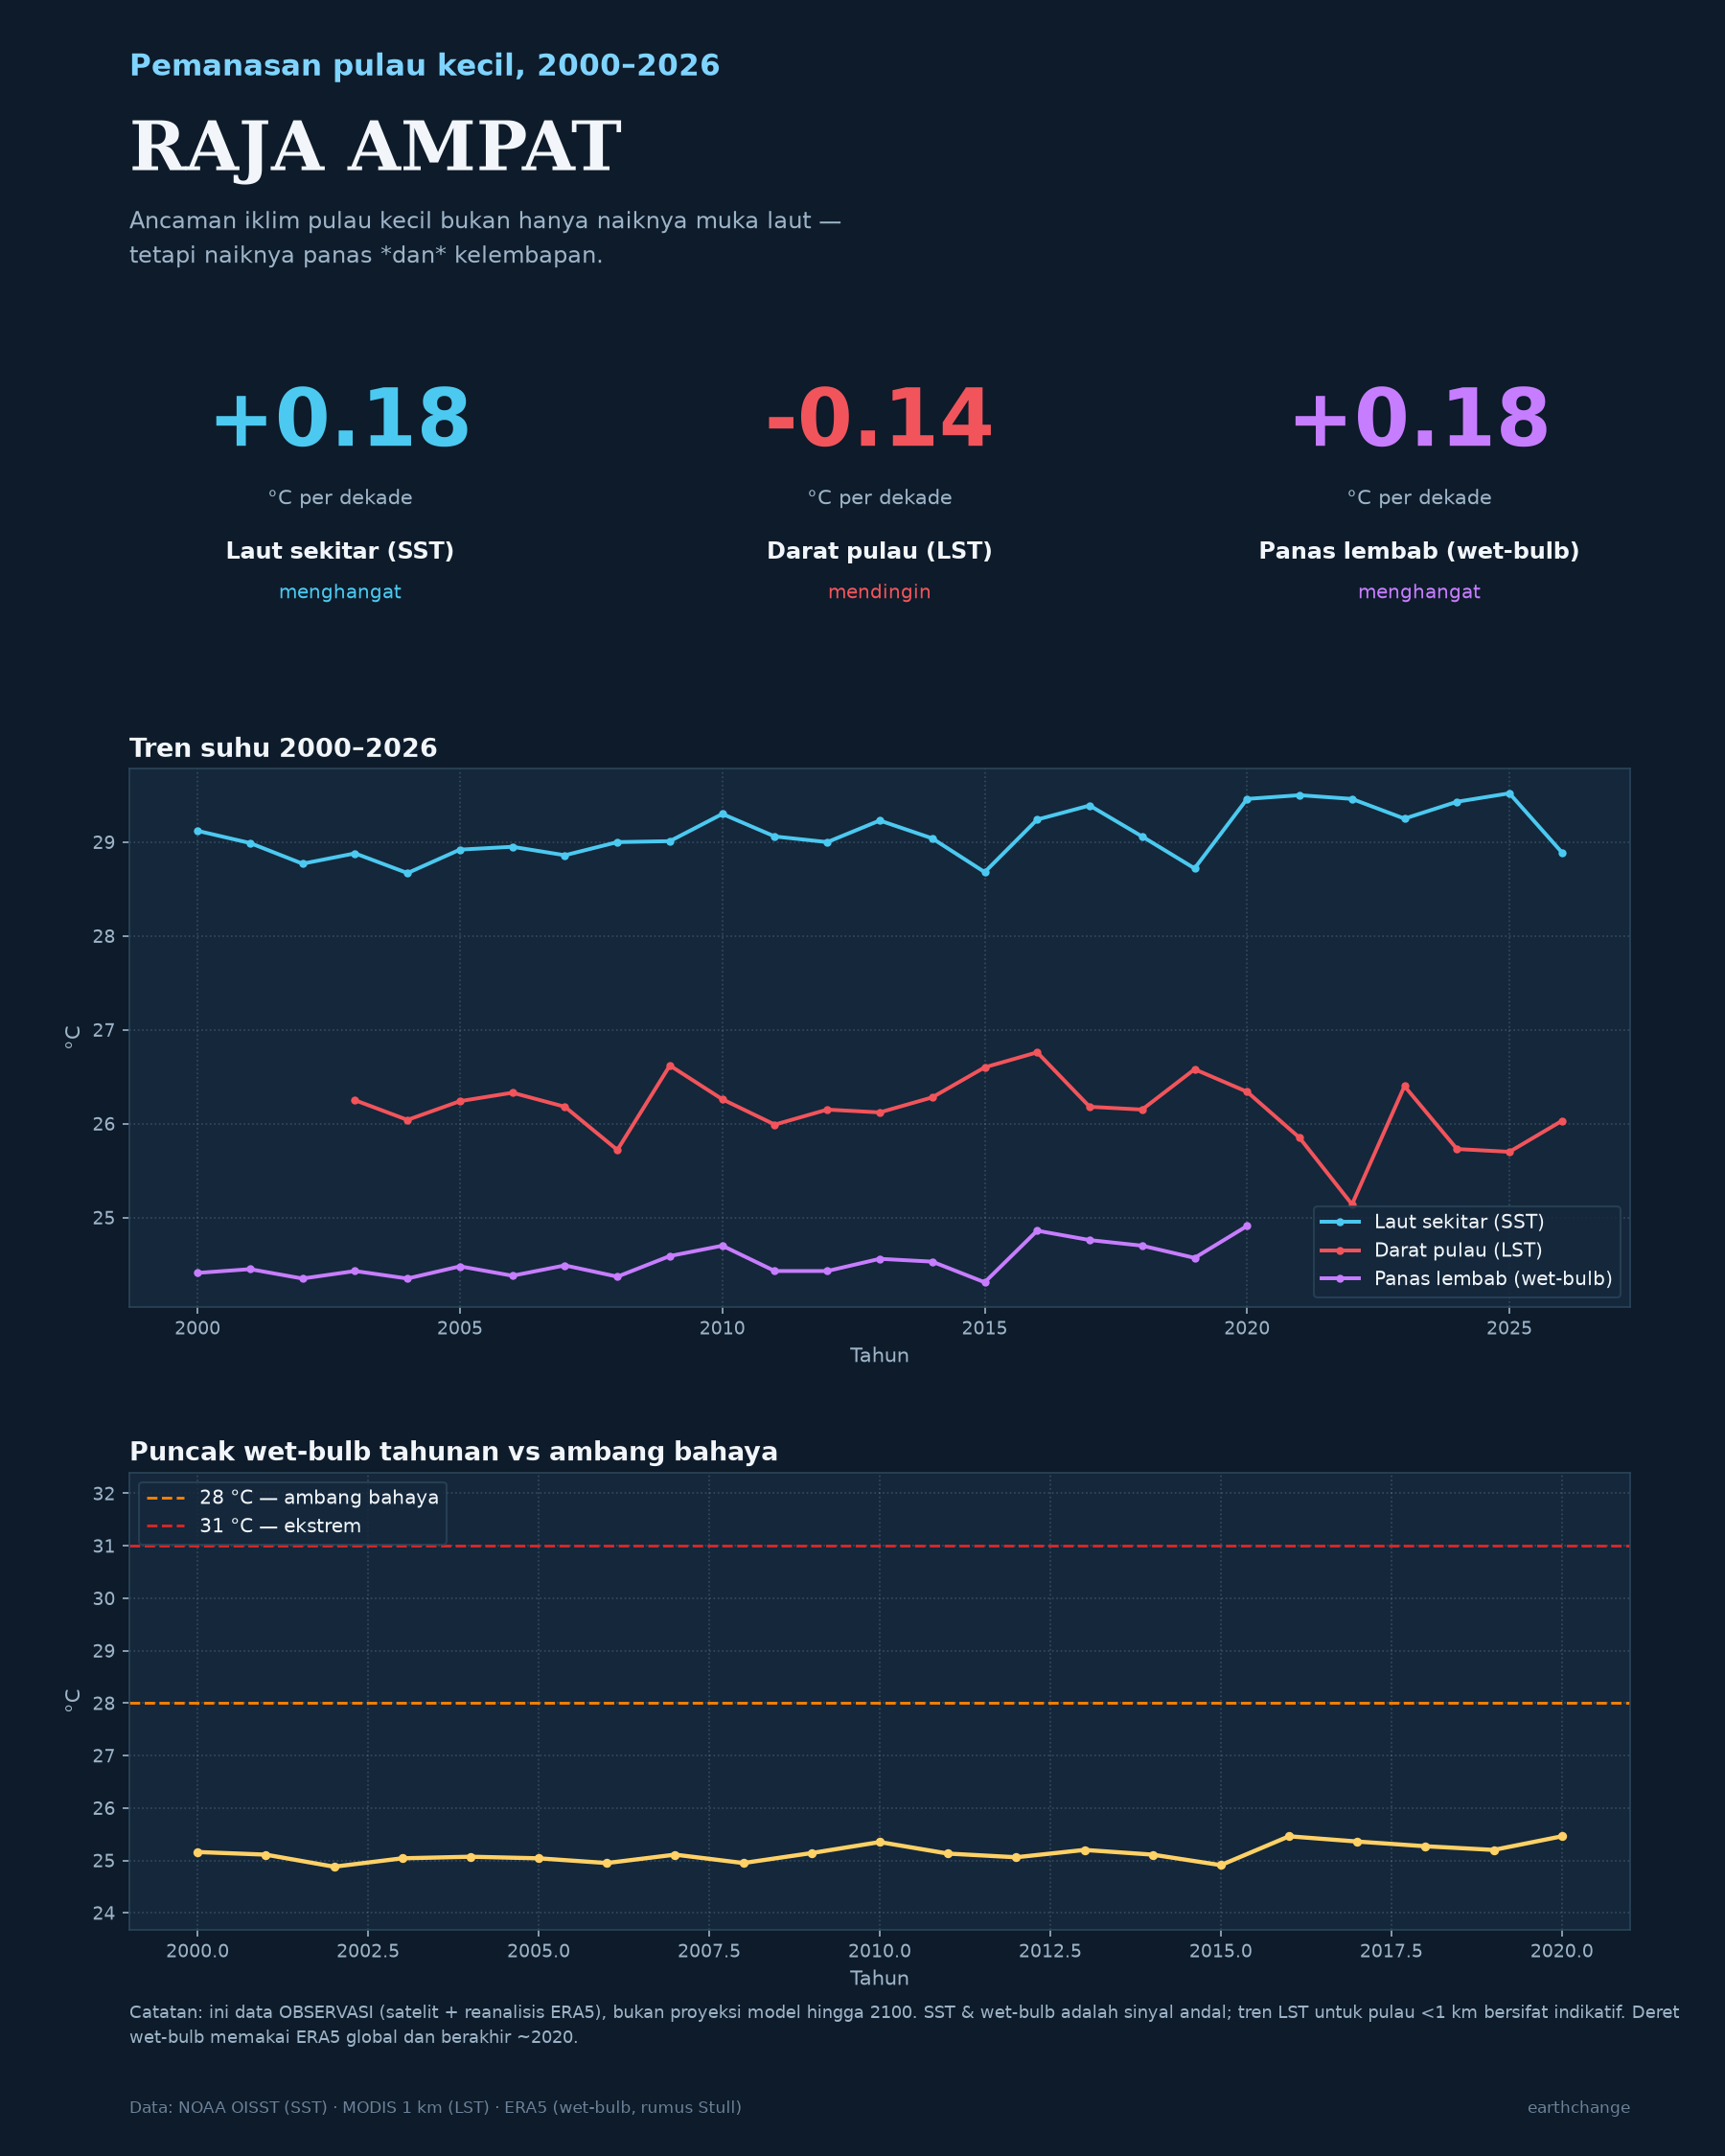 Pemanasan pulau kecil, 2000–2026
RAJA AMPAT
Ancaman iklim pulau kecil bukan hanya naiknya muka laut —
tetapi naiknya panas *dan* kelembapan.
+0.18
-0.14
+0.18
°C per dekade
°C per dekade
°C per dekade
Laut sekitar (SST)
Darat pulau (LST)
Panas lembab (wet-bulb)
menghangat
mendingin
menghangat
Tren suhu 2000–2026
29
28
27
26
25
°C
Laut sekitar (SST)
Darat pulau (LST)
Panas lembab (wet-bulb)
2000
2005
2010
2015
2020
2025
Tahun
Puncak wet-bulb tahunan vs ambang bahaya
28 °C — ambang bahaya
31 °C — ekstrem
32
31
30
29
28
27
26
25
24
°C
2000.0
2002.5
2005.0
2007.5
2010.0
2012.5
2015.0
2017.5
2020.0
Tahun
Catatan: ini data OBSERVASI (satelit + reanalisis ERA5), bukan proyeksi model hingga 2100. SST & wet-bulb adalah sinyal andal; tren LST untuk pulau <1 km bersifat indikatif. Deret
wet-bulb memakai ERA5 global dan berakhir ~2020.
Data: NOAA OISST (SST) · MODIS 1 km (LST) · ERA5 (wet-bulb, rumus Stull)
earthchange